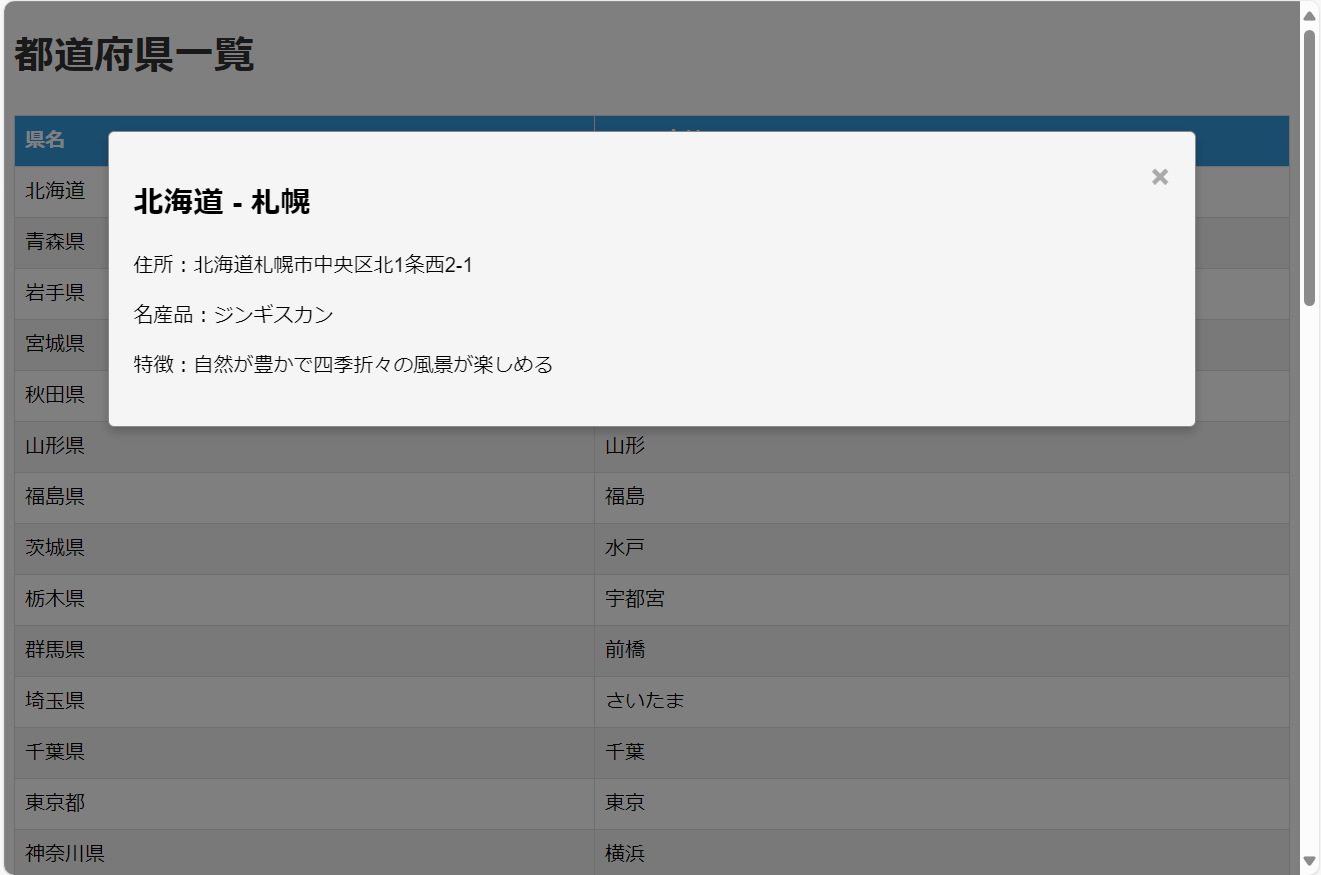 都道府県一覧
県名
北海道 - 札幌
×
住所：北海道札幌市中央区北1条西2-1
名産品：ジンギスカン
特徴：自然が豊かで四季折々の風景が楽しめる
北海道
青森県
岩手県
宮城県
秋田県
山形県 山形
福島県 福島
茨城県 水戸
栃木県 宇都宮
群馬県 前橋
埼玉県 さいたま
千葉県 千葉
東京都 東京
神奈川県 横浜